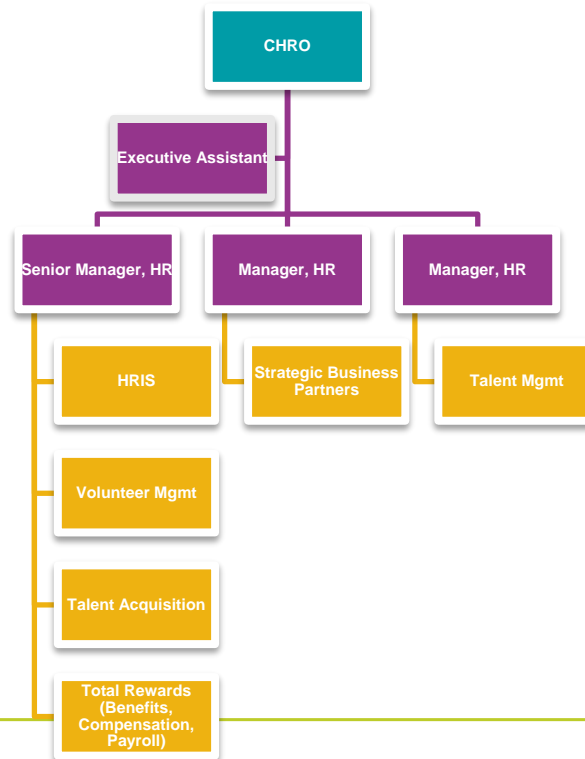 CHRO
Executive Assistant
Senior Manager, HR
Manager, HR
Manager, HR
HRIS
Strategic Business
Partners
Talent Mgmt
Volunteer Mgmt
Talent Acquisition
Total Rewards
(Benefits,
Compensation,
Payroll)